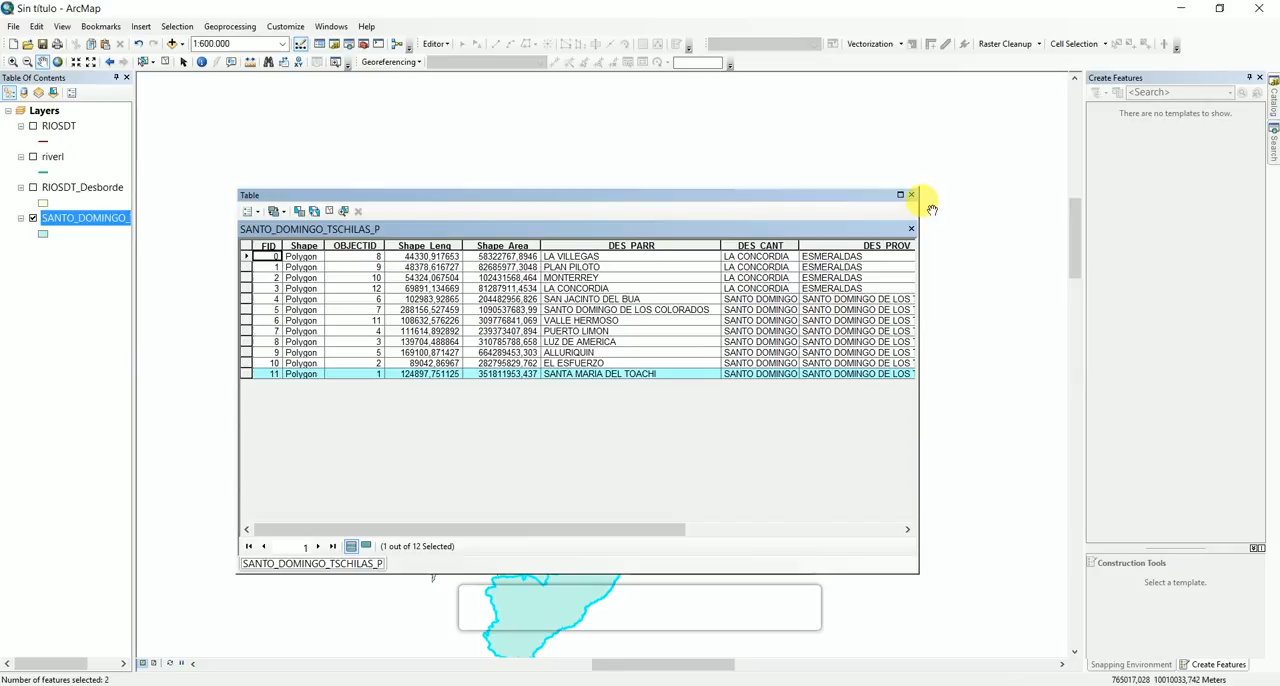 Sin título - ArcMap
File Edit View Bookmarks Insert Selection Geoprocessing Customize Windows Help
1:600.000 Editor Vectorization Raster Cleanup Cell Selection
Georeferencing
Table Of Contents
Layers
RIOSDT
riverl
RIOSDT_Desborde
SANTO_DOMINGO_
Table
SANTO_DOMINGO_TSCHILAS_P
FID Shape OBJECTID Shape_Leng Shape_Area DES_PARR DES_CANT DES_PROV
0 Polygon 8 44330,917653 58322767,8946 LA VILLEGAS LA CONCORDIA ESMERALDAS
1 Polygon 9 48378,616727 82685977,3048 PLAN PILOTO LA CONCORDIA ESMERALDAS
2 Polygon 10 54324,067504 102431568,464 MONTERREY LA CONCORDIA ESMERALDAS
3 Polygon 12 69891,134669 81287911,4534 LA CONCORDIA LA CONCORDIA ESMERALDAS
4 Polygon 6 102983,92865 204482956,826 SAN JACINTO DEL BUA SANTO DOMINGO SANTO DOMINGO DE LOS
5 Polygon 7 288156,527459 1090537683,99 SANTO DOMINGO DE LOS COLORADOS SANTO DOMINGO SANTO DOMINGO DE LOS
6 Polygon 11 108632,576226 309776841,069 VALLE HERMOSO SANTO DOMINGO SANTO DOMINGO DE LOS
7 Polygon 4 111614,892892 239373407,894 PUERTO LIMON SANTO DOMINGO SANTO DOMINGO DE LOS
8 Polygon 3 139704,488864 310785788,658 LUZ DE AMERICA SANTO DOMINGO SANTO DOMINGO DE LOS
9 Polygon 5 169100,871427 664289453,303 ALLURIQUIN SANTO DOMINGO SANTO DOMINGO DE LOS
10 Polygon 2 89042,86967 282795829,762 EL ESFUERZO SANTO DOMINGO SANTO DOMINGO DE LOS
11 Polygon 1 124897,751125 351811953,437 SANTA MARIA DEL TOACHI SANTO DOMINGO SANTO DOMINGO DE LOS
1 (1 out of 12 Selected)
SANTO_DOMINGO_TSCHILAS_P
Create Features
<Search>
There are no templates to show.
Construction Tools
Select a template.
Snapping Environment Create Features
Catalog
Search
Number of features selected: 2
765017,028 10010033,742 Meters